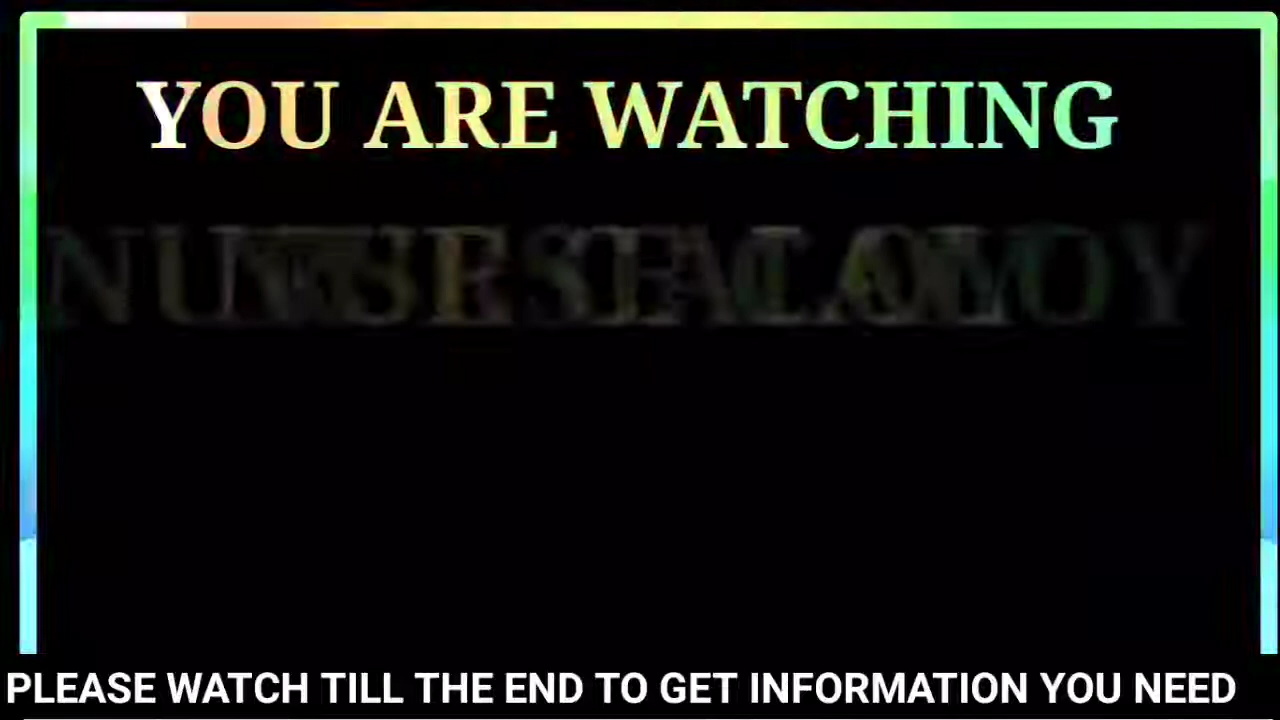 YOU ARE WATCHING
PLEASE WATCH TILL THE END TO GET INFORMATION YOU NEED